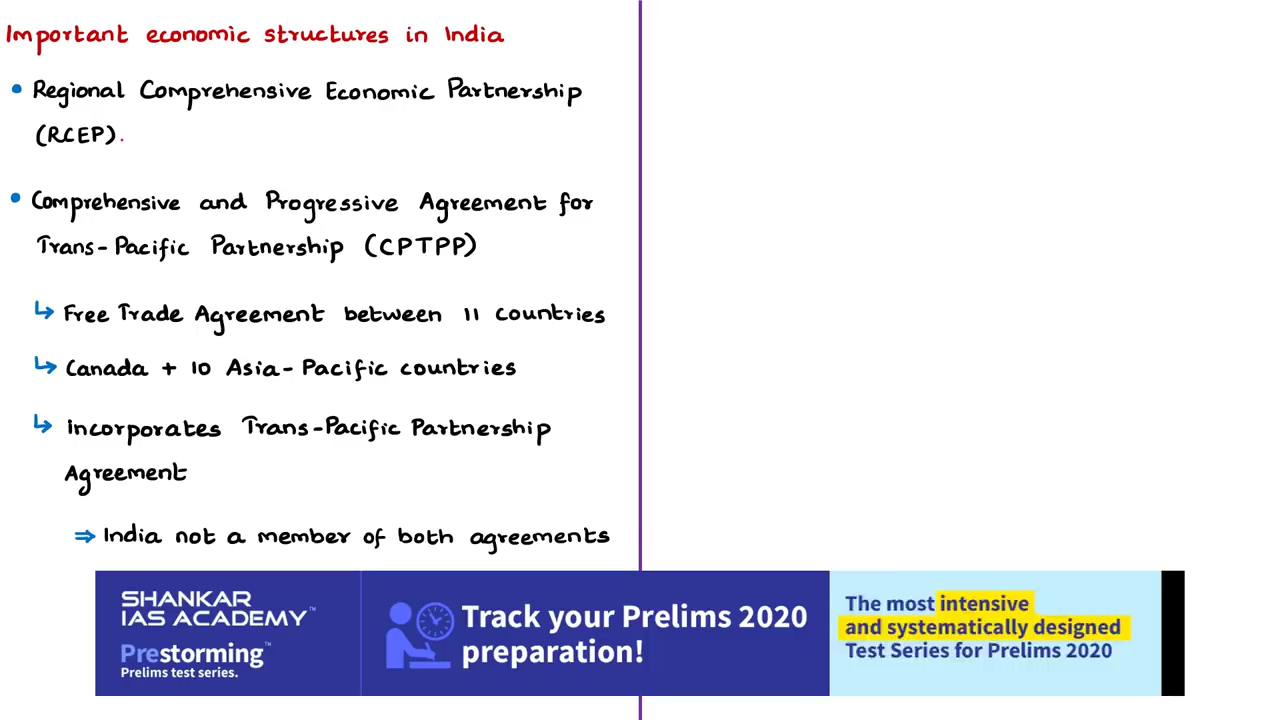 Important economic structures in India
• Regional Comprehensive Economic Partnership
(RCEP).
• Comprehensive and Progressive Agreement for
Trans-Pacific Partnership (CPTPP)
↳ Free Trade Agreement between 11 countries
↳ Canada + 10 Asia-Pacific countries
↳ Incorporates Trans-Pacific Partnership
Agreement
⇒ India not a member of both agreements
SHANKAR
IAS ACADEMY™
Prestorming™
Prelims test series.
Track your Prelims 2020
preparation!
The most intensive
and systematically designed
Test Series for Prelims 2020